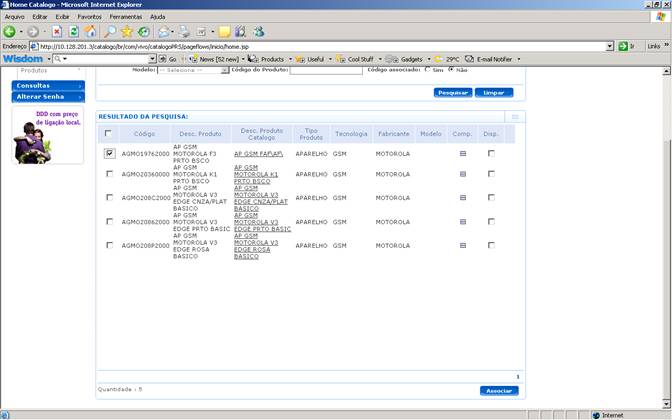 Home Catalogo - Microsoft Internet Explorer
Arquivo Editar Exibir Favoritos Ferramentas Ajuda
Endereço http://10.128.201.3/catalogo/br/com/vivo/catalogoPRS/pageflows/inicio/home.jsp Ir Links
Wisdom Go News [52 new] Products Useful Cool Stuff Gadgets 29°C E-mail Notifier
Produtos
Consultas
Alterar Senha
DDD com preço
de ligação local.
Modelo: -- Selecione -- Código do Produto: Código associado: Sim Não
Pesquisar Limpar
RESULTADO DA PESQUISA:
Código Desc. Produto Desc. Produto Catalogo Tipo Produto Tecnologia Fabricante Modelo Comp. Disp.
AGMO19762000 AP GSM MOTOROLA F3 PRTO BSCO AP GSM FAF\AF\ APARELHO GSM MOTOROLA
AGMO20360000 AP GSM MOTOROLA K1 PRTO BSCO AP GSM MOTOROLA K1 PRTO BSCO APARELHO GSM MOTOROLA
AGMO208C2000 AP GSM MOTOROLA V3 EDGE CNZA/PLAT BASICO AP GSM MOTOROLA V3 EDGE CNZA/PLAT BASICO APARELHO GSM MOTOROLA
AGMO20862000 AP GSM MOTOROLA V3 EDGE PRTO BASIC AP GSM MOTOROLA V3 EDGE PRTO BASIC APARELHO GSM MOTOROLA
AGMO208P2000 AP GSM MOTOROLA V3 EDGE ROSA BASICO AP GSM MOTOROLA V3 EDGE ROSA BASICO APARELHO GSM MOTOROLA
1
Quantidade : 5
Associar
Internet